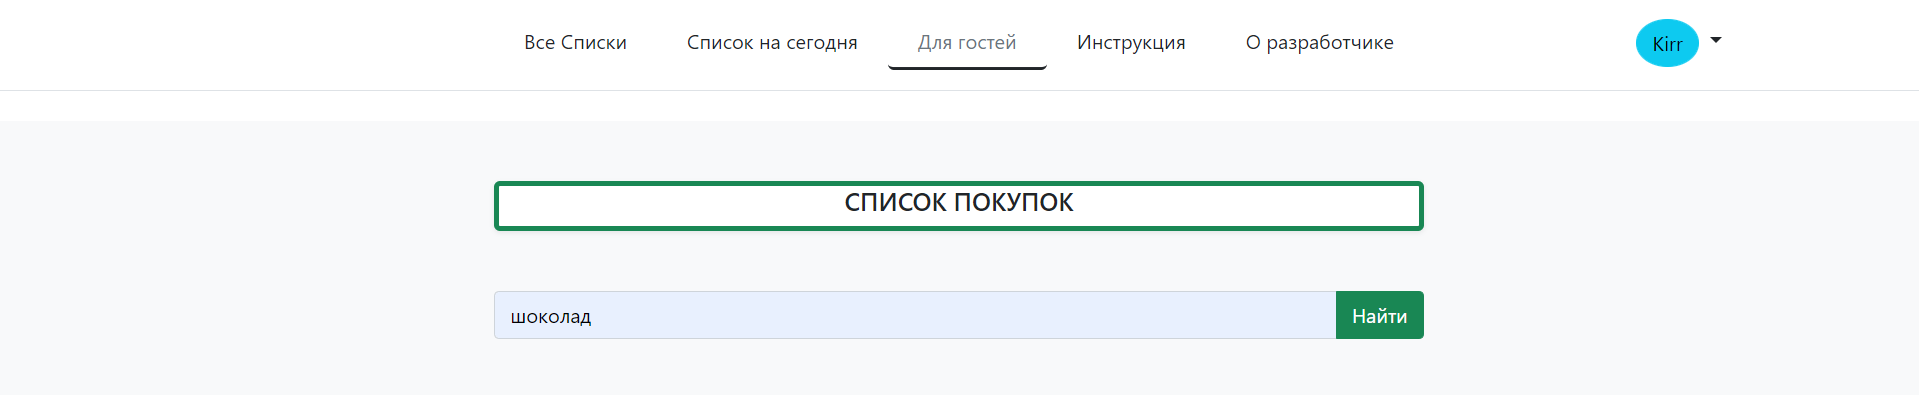 Все Списки Список на сегодня Для гостей Инструкция О разработчике Kirr
СПИСОК ПОКУПОК
шоколад Найти